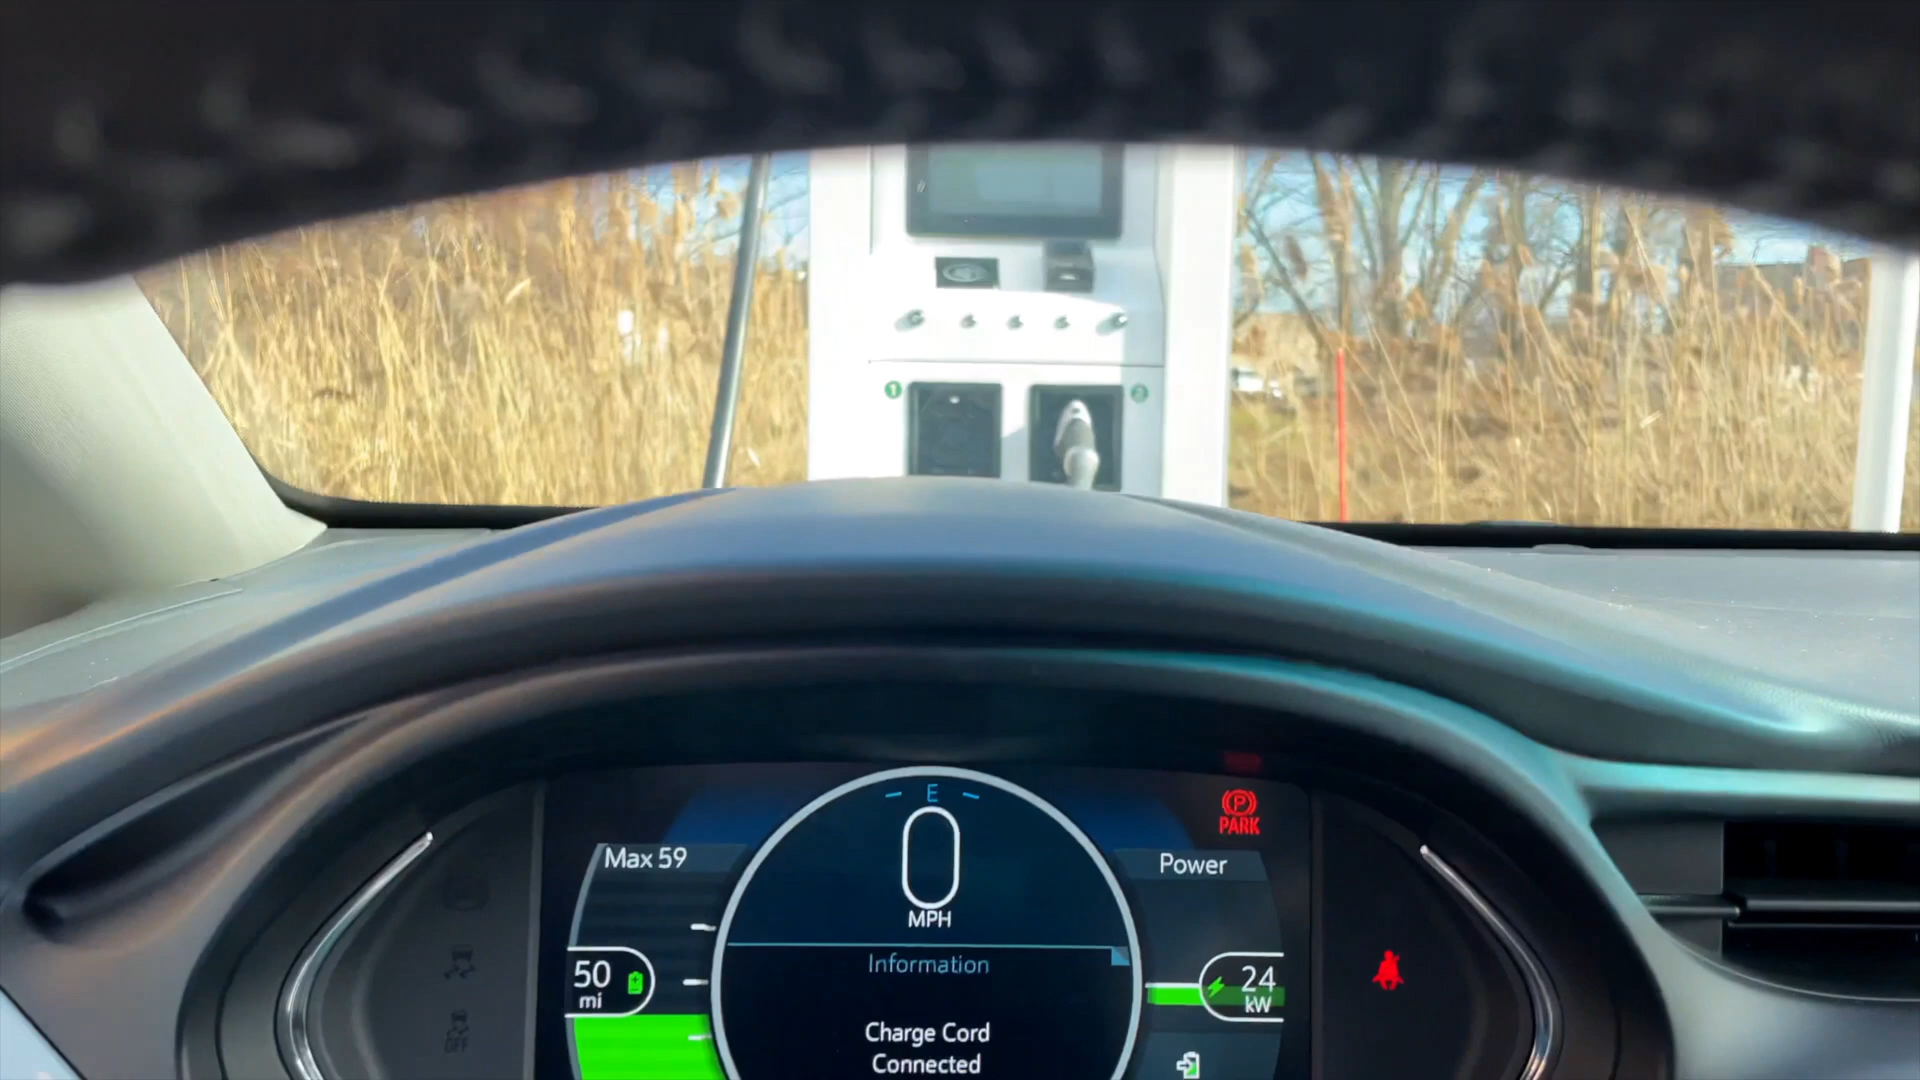 1
2
E
0
MPH
PARK
Max 59
Power
50
mi
Information
24
kW
Charge Cord
Connected